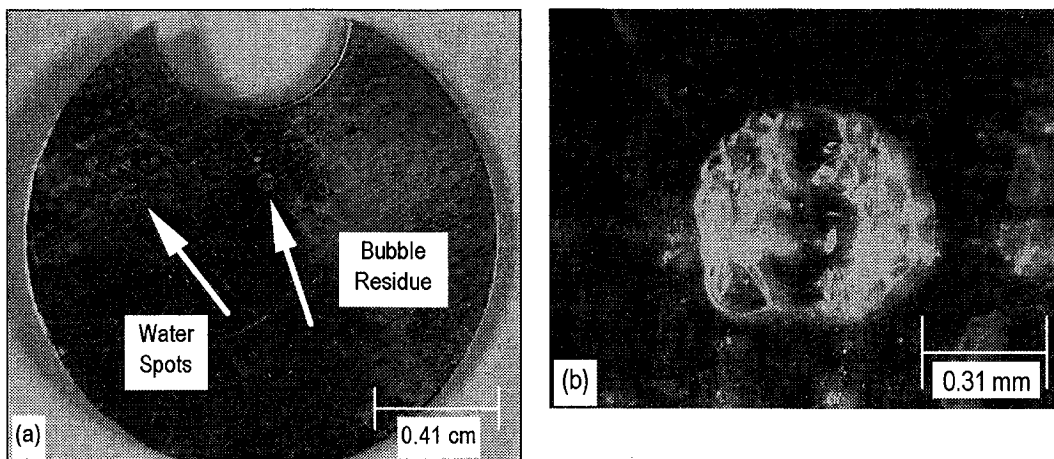 Bubble
Residue
Water
Spots
(a)
0.41 cm
(b)
0.31 mm